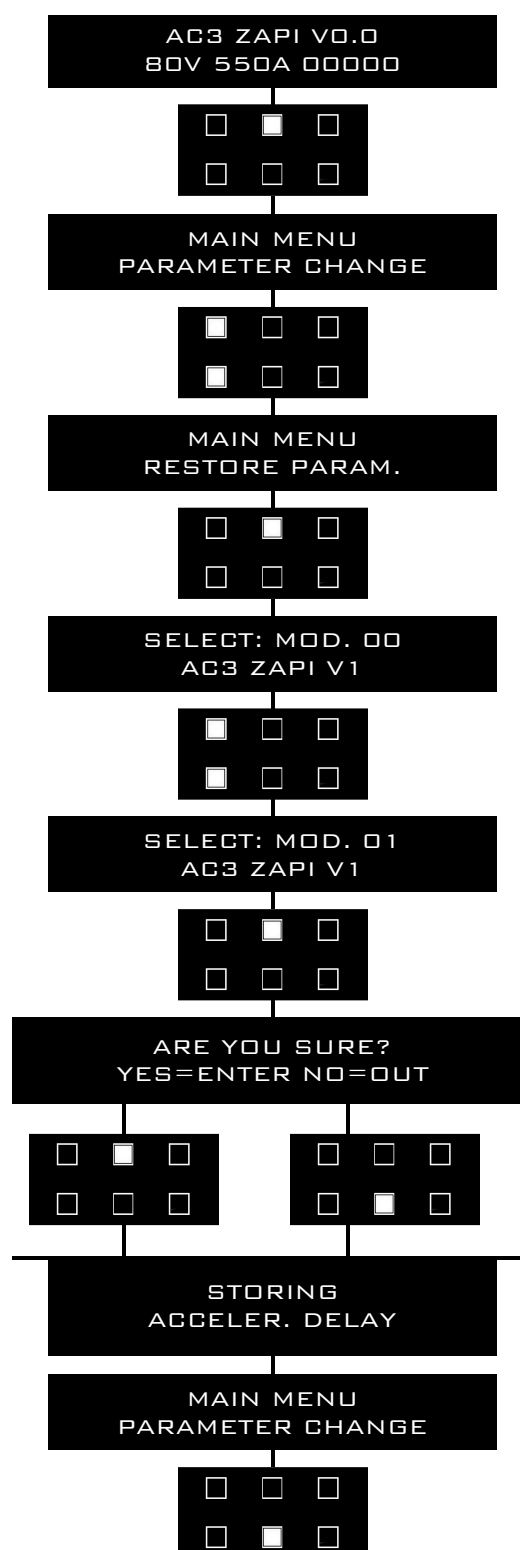 AC3 ZAPI V0.0
80V 550A 00000
MAIN MENU
PARAMETER CHANGE
MAIN MENU
RESTORE PARAM.
SELECT: MOD. 00
AC3 ZAPI V1
SELECT: MOD. 01
AC3 ZAPI V1
ARE YOU SURE?
YES=ENTER NO=OUT
STORING
ACCELER. DELAY
MAIN MENU
PARAMETER CHANGE